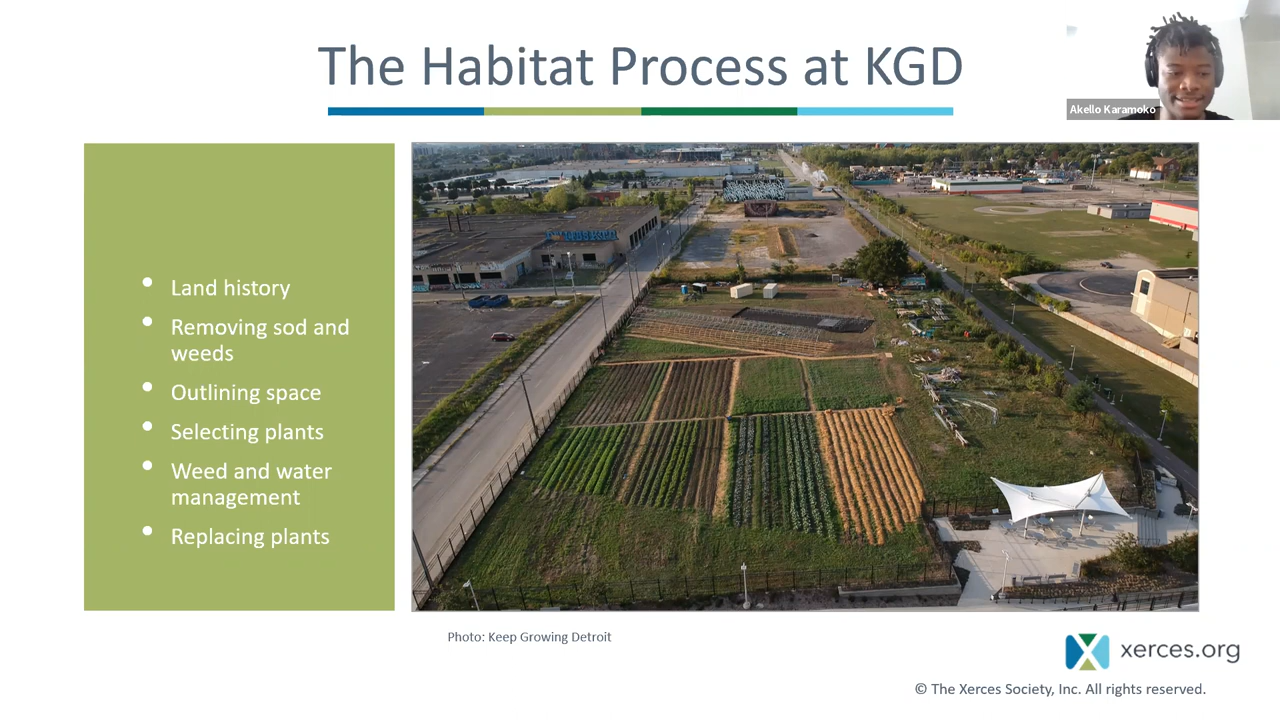 The Habitat Process at KGD
Akello Karamoko
• Land history
• Removing sod and
weeds
• Outlining space
• Selecting plants
• Weed and water
management
• Replacing plants
Photo: Keep Growing Detroit
xerces.org
© The Xerces Society, Inc. All rights reserved.